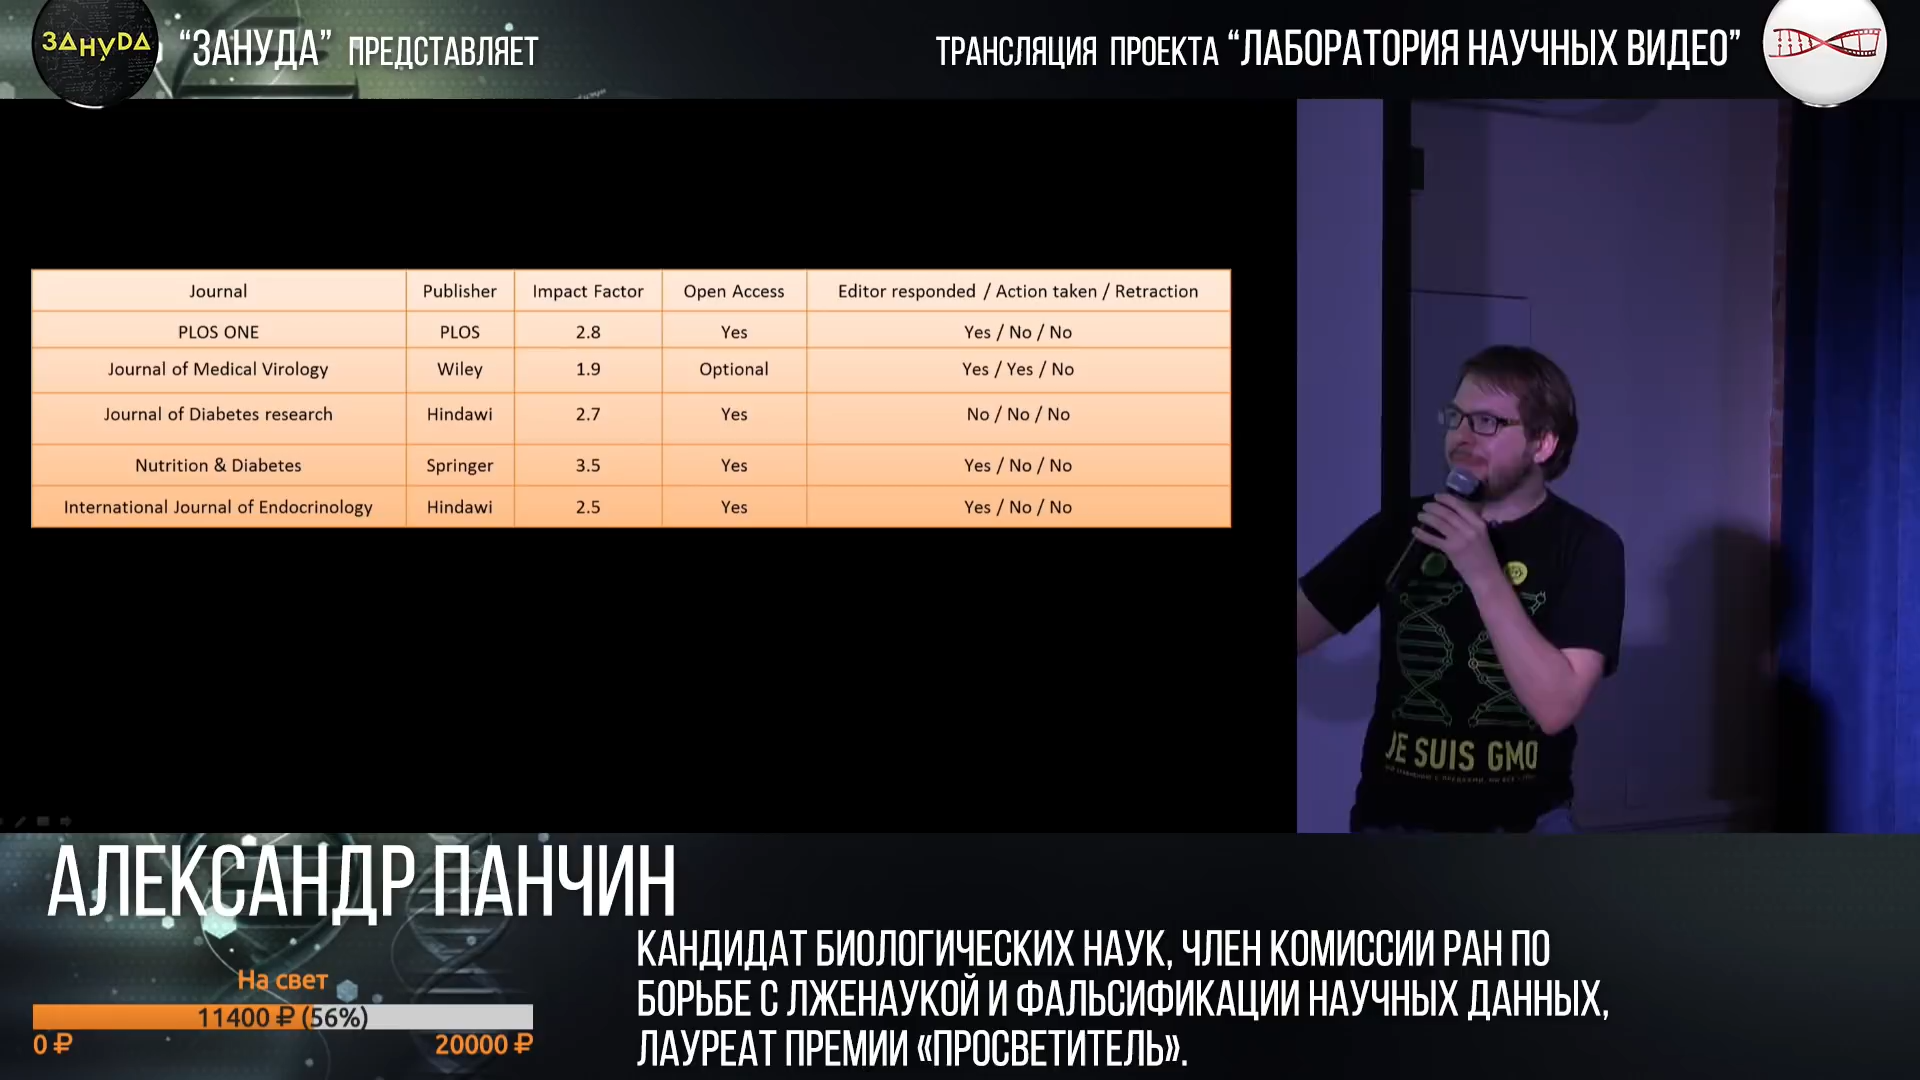 ЗАНУDА
“ЗАНУДА” ПРЕДСТАВЛЯЕТ
ТРАНСЛЯЦИЯ ПРОЕКТА “ЛАБОРАТОРИЯ НАУЧНЫХ ВИДЕО”
Journal Publisher Impact Factor Open Access Editor responded / Action taken / Retraction
PLOS ONE PLOS 2.8 Yes Yes / No / No
Journal of Medical Virology Wiley 1.9 Optional Yes / Yes / No
Journal of Diabetes research Hindawi 2.7 Yes No / No / No
Nutrition & Diabetes Springer 3.5 Yes Yes / No / No
International Journal of Endocrinology Hindawi 2.5 Yes Yes / No / No
JE SUIS GMO
АЛЕКСАНДР ПАНЧИН
КАНДИДАТ БИОЛОГИЧЕСКИХ НАУК, ЧЛЕН КОМИССИИ РАН ПО
БОРЬБЕ С ЛЖЕНАУКОЙ И ФАЛЬСИФИКАЦИИ НАУЧНЫХ ДАННЫХ,
ЛАУРЕАТ ПРЕМИИ «ПРОСВЕТИТЕЛЬ».
На свет
11400 ₽ (56%)
0 ₽ 20000 ₽